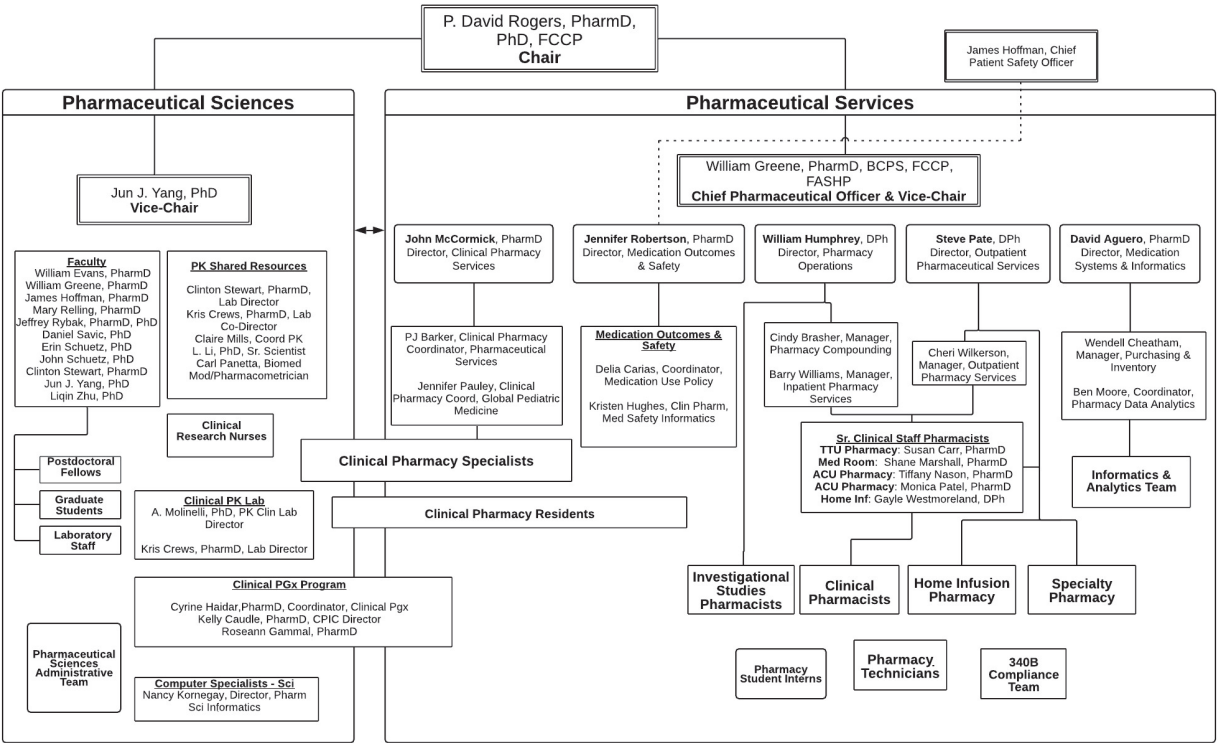 P. David Rogers, PharmD,
PhD, FCCP
Chair
James Hoffman, Chief
Patient Safety Officer
Pharmaceutical Sciences
Pharmaceutical Services
Jun J. Yang, PhD
Vice-Chair
William Greene, PharmD, BCPS, FCCP,
FASHP
Chief Pharmaceutical Officer & Vice-Chair
Faculty
William Evans, PharmD
William Greene, PharmD
James Hoffman, PharmD
Mary Relling, PharmD
Jeffrey Rybak, PharmD, PhD
Daniel Savic, PhD
Erin Schuetz, PhD
John Schuetz, PhD
Clinton Stewart, PharmD
Jun J. Yang, PhD
Liqin Zhu, PhD
PK Shared Resources
Clinton Stewart, PharmD,
Lab Director
Kris Crews, PharmD, Lab
Co-Director
Claire Mills, Coord PK
L. Li, PhD, Sr. Scientist
Carl Panetta, Biomed
Mod/Pharmacometrician
Clinical
Research Nurses
Postdoctoral
Fellows
Graduate
Students
Laboratory
Staff
Clinical PK Lab
A. Molinelli, PhD, PK Clin Lab
Director
Kris Crews, PharmD, Lab Director
Clinical PGx Program
Cyrine Haidar,PharmD, Coordinator, Clinical Pgx
Kelly Caudle, PharmD, CPIC Director
Roseann Gammal, PharmD
Pharmaceutical
Sciences
Administrative
Team
Computer Specialists - Sci
Nancy Kornegay, Director, Pharm
Sci Informatics
John McCormick, PharmD
Director, Clinical Pharmacy
Services
Jennifer Robertson, PharmD
Director, Medication Outcomes
& Safety
William Humphrey, DPh
Director, Pharmacy
Operations
Steve Pate, DPh
Director, Outpatient
Pharmaceutical Services
David Aguero, PharmD
Director, Medication
Systems & Informatics
PJ Barker, Clinical Pharmacy
Coordinator, Pharmaceutical
Services
Jennifer Pauley, Clinical
Pharmacy Coord, Global Pediatric
Medicine
Medication Outcomes &
Safety
Delia Carias, Coordinator,
Medication Use Policy
Kristen Hughes, Clin Pharm,
Med Safety Informatics
Cindy Brasher, Manager,
Pharmacy Compounding
Barry Williams, Manager,
Inpatient Pharmacy
Services
Cheri Wilkerson,
Manager, Outpatient
Pharmacy Services
Wendell Cheatham,
Manager, Purchasing &
Inventory
Ben Moore, Coordinator,
Pharmacy Data Analytics
Clinical Pharmacy Specialists
Clinical Pharmacy Residents
Sr. Clinical Staff Pharmacists
TTU Pharmacy: Susan Carr, PharmD
Med Room: Shane Marshall, PharmD
ACU Pharmacy: Tiffany Nason, PharmD
ACU Pharmacy: Monica Patel, PharmD
Home Inf: Gayle Westmoreland, DPh
Informatics &
Analytics Team
Investigational
Studies
Pharmacists
Clinical
Pharmacists
Home Infusion
Pharmacy
Specialty
Pharmacy
Pharmacy
Student Interns
Pharmacy
Technicians
340B
Compliance
Team